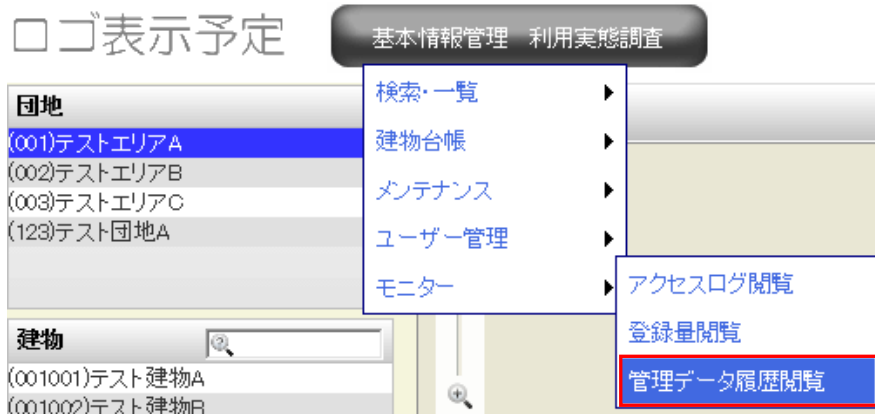 ロゴ表示予定
基本情報管理 利用実態調査
検索・一覧
建物台帳
メンテナンス
ユーザー管理
モニター
アクセスログ閲覧
登録量閲覧
管理データ履歴閲覧
団地
(001)テストエリアA
(002)テストエリアB
(003)テストエリアC
(123)テスト団地A
建物
(001001)テスト建物A
(001002)テスト建物B